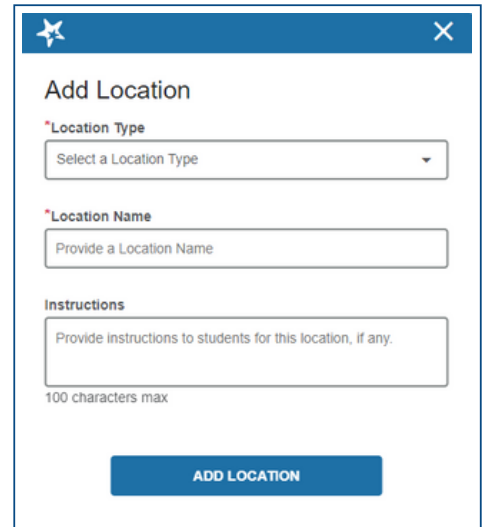 Add Location
*Location Type
Select a Location Type
*Location Name
Provide a Location Name
Instructions
Provide instructions to students for this location, if any.
100 characters max
ADD LOCATION